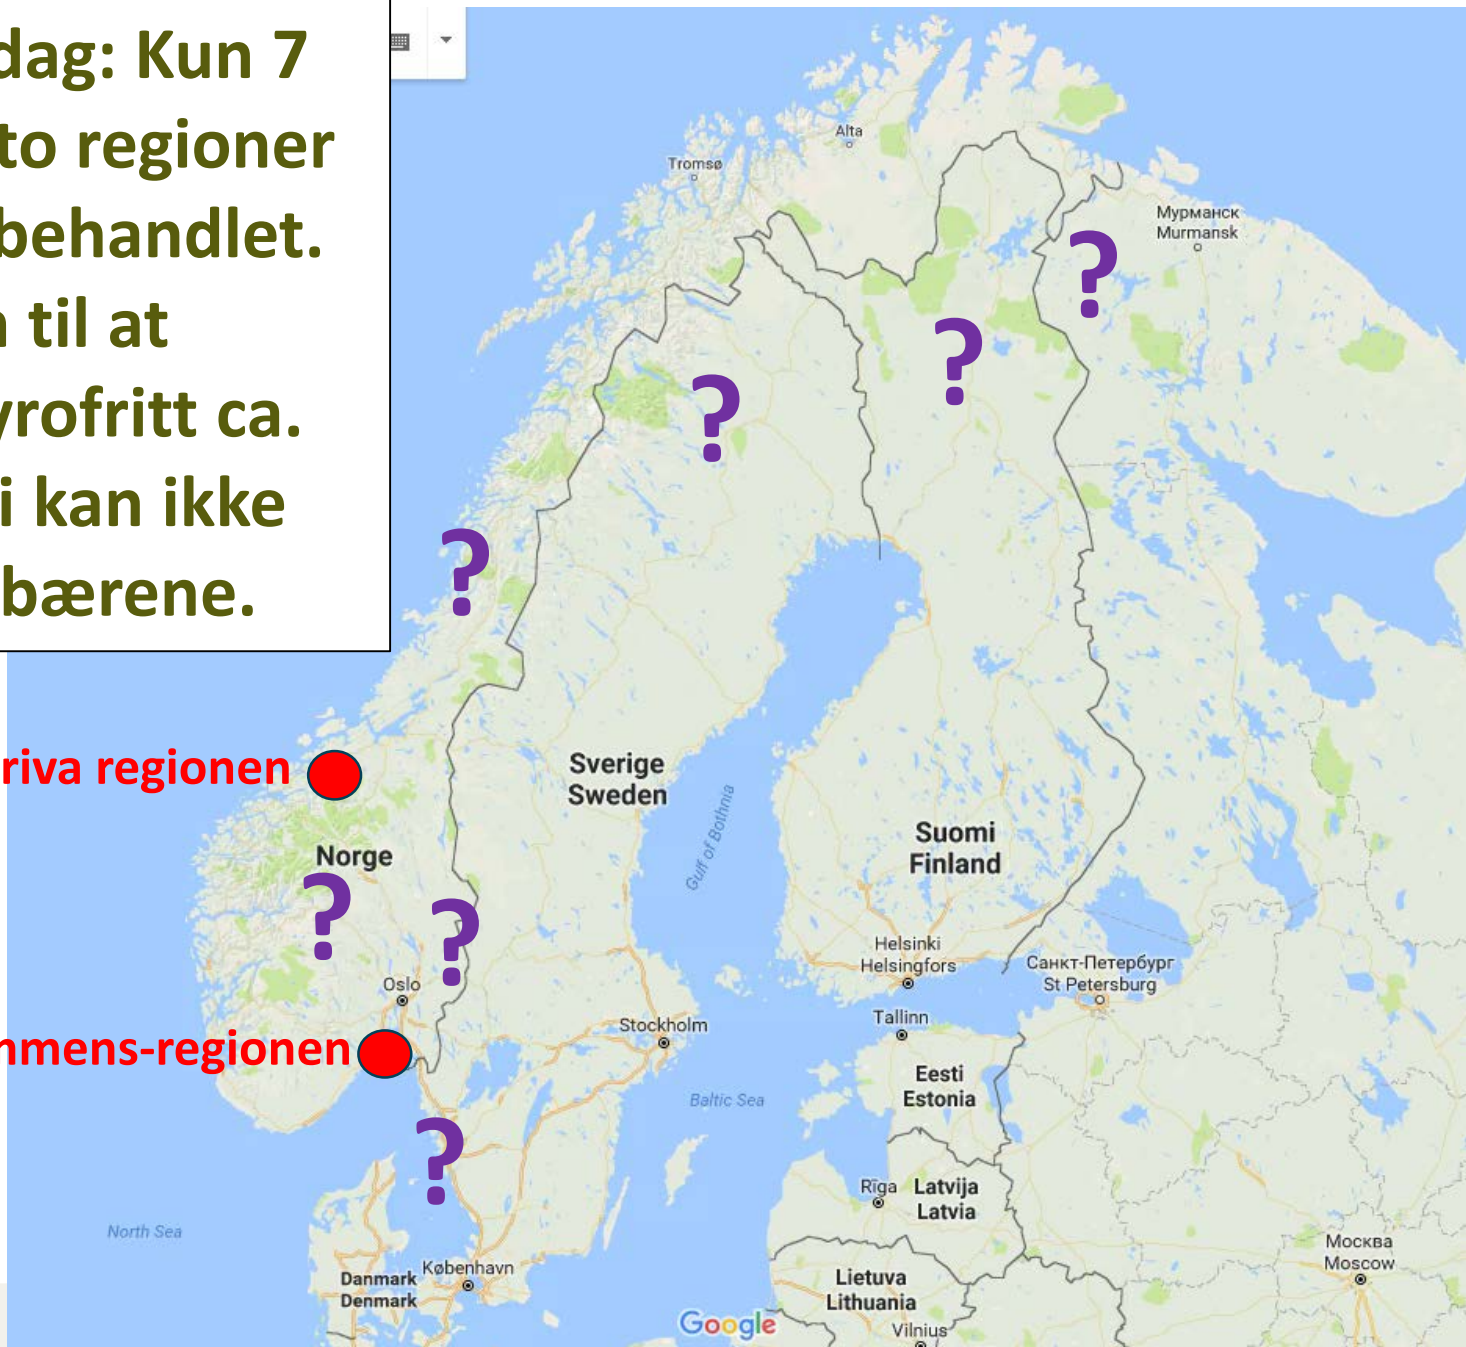 dag: Kun 7
to regioner
behandlet.
til at
yrofritt ca.
i kan ikke
bærene.
Alta
Tromsø
Мурманск
Murmansk
?
?
?
?
riva regionen
Sverige
Sweden
Gulf of Bothnia
Suomi
Finland
Norge
?
?
Helsinki
Helsingfors
Санкт-Петербург
St Petersburg
Oslo
Stockholm
Tallinn
mmens-regionen
Eesti
Estonia
Baltic Sea
?
Rīga
Latvija
Latvia
North Sea
Москва
Moscow
København
Danmark
Denmark
Lietuva
Lithuania
Google
Vilnius